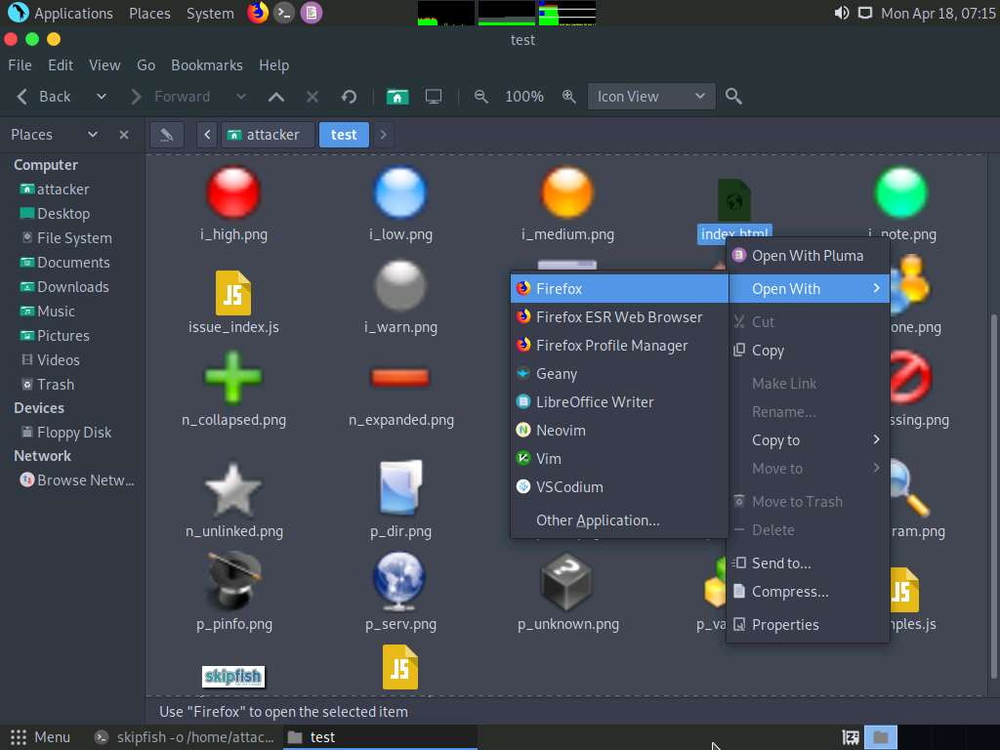 Applications Places System Mon Apr 18, 07:15
test
File Edit View Go Bookmarks Help
Back Forward 100% Icon View
Places attacker test
Computer
attacker
Desktop
File System
Documents
Downloads
Music
Pictures
Videos
Trash
Devices
Floppy Disk
Network
Browse Netw...
i_high.png i_low.png i_medium.png index.html i_note.png
issue_index.js i_warn.png one.png
n_collapsed.png n_expanded.png ssing.png
n_unlinked.png p_dir.png ram.png
p_pinfo.png p_serv.png p_unknown.png p_va mples.js
JS
JS
JS
skipfish
Open With Pluma
Open With
Cut
Copy
Make Link
Rename...
Copy to
Move to
Move to Trash
Delete
Send to...
Compress...
Properties
Firefox
Firefox ESR Web Browser
Firefox Profile Manager
Geany
LibreOffice Writer
Neovim
Vim
VSCodium
Other Application...
Use "Firefox" to open the selected item
Menu skipfish -o /home/attac... test